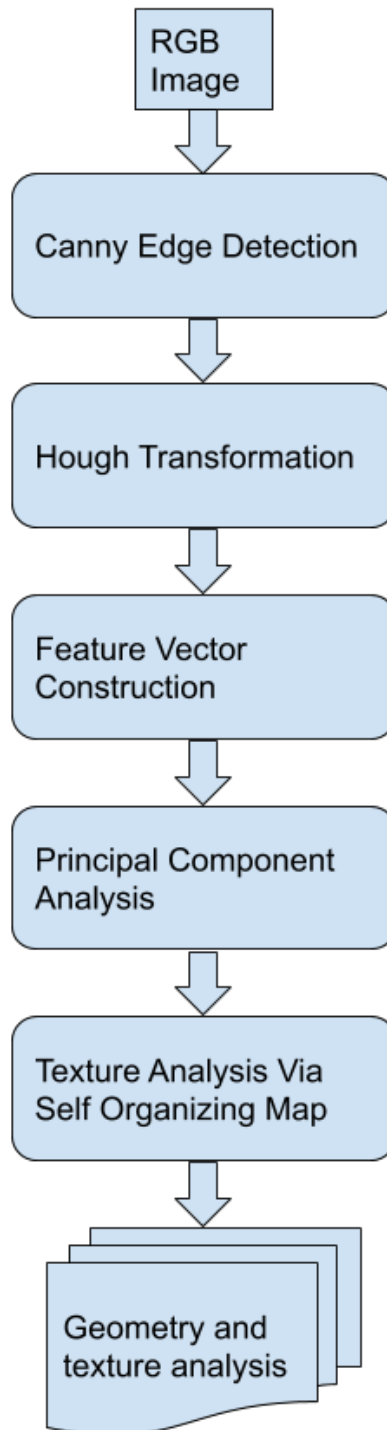 RGB
Image
Canny Edge Detection
Hough Transformation
Feature Vector
Construction
Principal Component
Analysis
Texture Analysis Via
Self Organizing Map
Geometry and
texture analysis